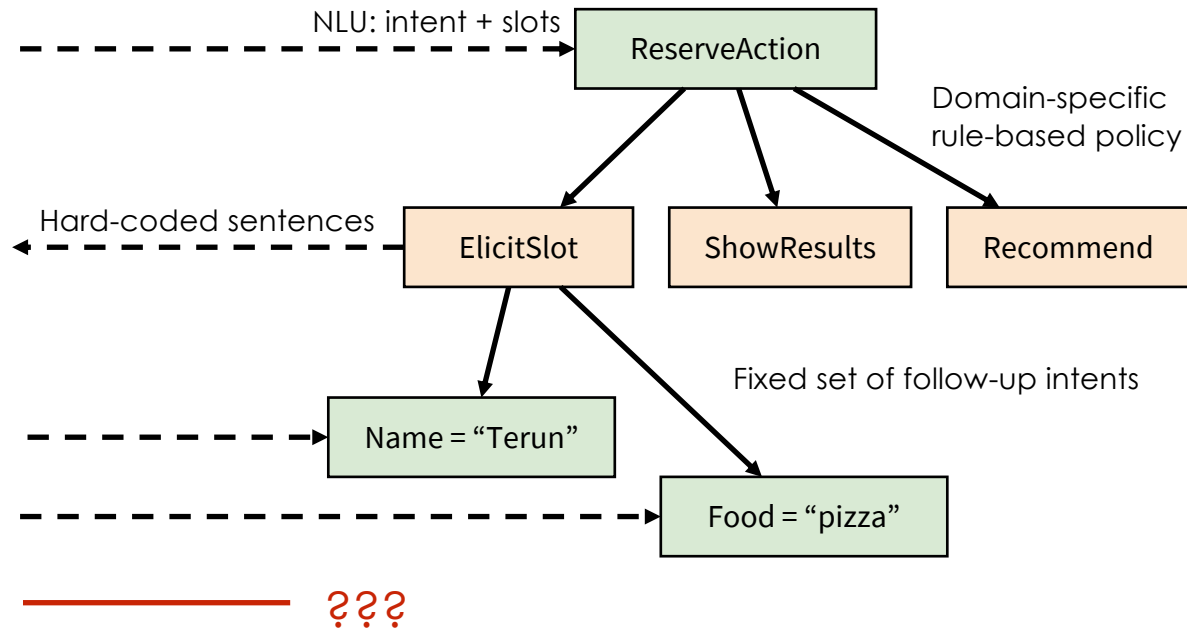 NLU: intent + slots
ReserveAction
Domain-specific
rule-based policy
Hard-coded sentences
ElicitSlot
ShowResults
Recommend
Fixed set of follow-up intents
Name = “Terun”
Food = “pizza”
???